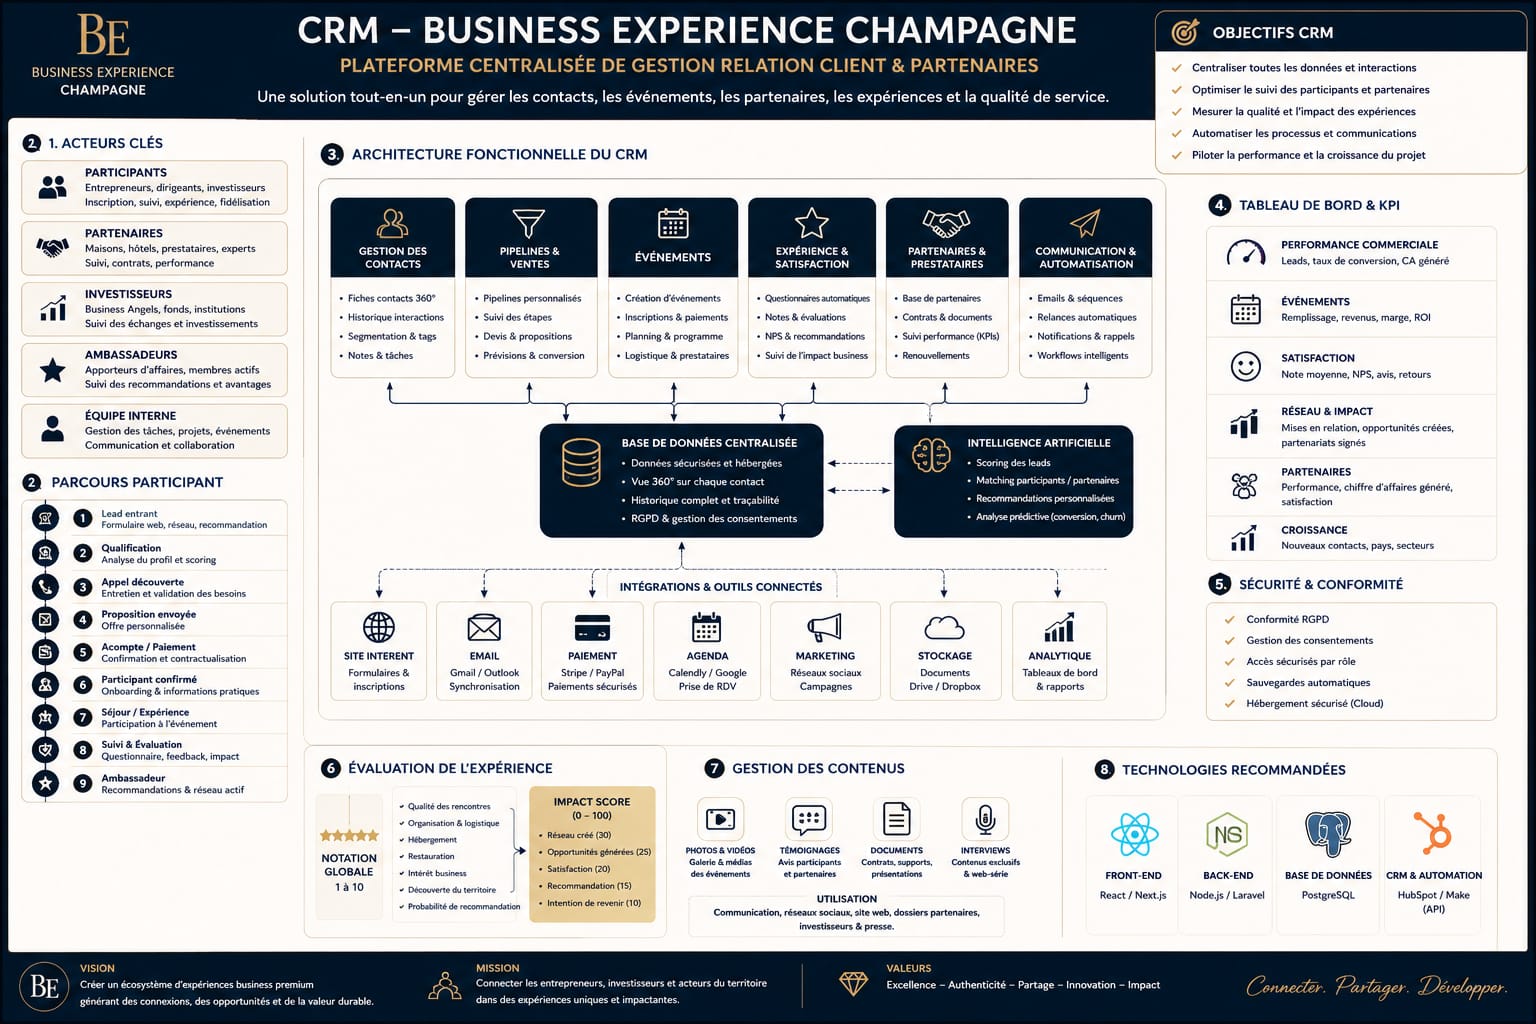 BE
BUSINESS EXPERIENCE
CHAMPAGNE
CRM – BUSINESS EXPERIENCE CHAMPAGNE
PLATEFORME CENTRALISÉE DE GESTION RELATION CLIENT & PARTENAIRES
Une solution tout-en-un pour gérer les contacts, les événements, les partenaires, les expériences et la qualité de service.
OBJECTIFS CRM
Centraliser toutes les données et interactions
Optimiser le suivi des participants et partenaires
Mesurer la qualité et l'impact des expériences
Automatiser les processus et communications
Piloter la performance et la croissance du projet
2 1. ACTEURS CLÉS
PARTICIPANTS
Entrepreneurs, dirigeants, investisseurs
Inscription, suivi, expérience, fidélisation
PARTENAIRES
Maisons, hôtels, prestataires, experts
Suivi, contrats, performance
INVESTISSEURS
Business Angels, fonds, institutions
Suivi des échanges et investissements
AMBASSADEURS
Apporteurs d'affaires, membres actifs
Suivi des recommandations et avantages
ÉQUIPE INTERNE
Gestion des tâches, projets, événements
Communication et collaboration
2 PARCOURS PARTICIPANT
1 Lead entrant
Formulaire web, réseau, recommandation
2 Qualification
Analyse du profil et scoring
3 Appel découverte
Entretien et validation des besoins
4 Proposition envoyée
Offre personnalisée
5 Acompte / Paiement
Confirmation et contractualisation
6 Participant confirmé
Onboarding & informations pratiques
7 Séjour / Expérience
Participation à l'événement
8 Suivi & Évaluation
Questionnaire, feedback, impact
9 Ambassadeur
Recommandations & réseau actif
3. ARCHITECTURE FONCTIONNELLE DU CRM
GESTION DES
CONTACTS
• Fiches contacts 360°
• Historique interactions
• Segmentation & tags
• Notes & tâches
PIPELINES &
VENTES
• Pipelines personnalisés
• Suivi des étapes
• Devis & propositions
• Prévisions & conversion
ÉVÉNEMENTS
• Création d'événements
• Inscriptions & paiements
• Planning & programme
• Logistique & prestataires
EXPÉRIENCE &
SATISFACTION
• Questionnaires automatiques
• Notes & évaluations
• NPS & recommandations
• Suivi de l'impact business
PARTENAIRES &
PRESTATAIRES
• Base de partenaires
• Contrats & documents
• Suivi performance (KPIs)
• Renouvellements
COMMUNICATION &
AUTOMATISATION
• Emails & séquences
• Relances automatiques
• Notifications & rappels
• Workflows intelligents
BASE DE DONNÉES CENTRALISÉE
• Données sécurisées et hébergées
• Vue 360° sur chaque contact
• Historique complet et traçabilité
• RGPD & gestion des consentements
INTELLIGENCE ARTIFICIELLE
• Scoring des leads
• Matching participants / partenaires
• Recommandations personnalisées
• Analyse prédictive (conversion, churn)
INTÉGRATIONS & OUTILS CONNECTÉS
SITE INTERENT
Formulaires &
inscriptions
EMAIL
Gmail / Outlook
Synchronisation
PAIEMENT
Stripe / PayPal
Paiements sécurisés
AGENDA
Calendly / Google
Prise de RDV
MARKETING
Réseaux sociaux
Campagnes
STOCKAGE
Documents
Drive / Dropbox
ANALYTIQUE
Tableaux de bord
& rapports
4. TABLEAU DE BORD & KPI
PERFORMANCE COMMERCIALE
Leads, taux de conversion, CA généré
ÉVÉNEMENTS
Remplissage, revenus, marge, ROI
SATISFACTION
Note moyenne, NPS, avis, retours
RÉSEAU & IMPACT
Mises en relation, opportunités créées,
partenariats signés
PARTENAIRES
Performance, chiffre d'affaires généré,
satisfaction
CROISSANCE
Nouveaux contacts, pays, secteurs
5. SÉCURITÉ & CONFORMITÉ
Conformité RGPD
Gestion des consentements
Accès sécurisés par rôle
Sauvegardes automatiques
Hébergement sécurisé (Cloud)
6 ÉVALUATION DE L'EXPÉRIENCE
NOTATION
GLOBALE
1 à 10
Qualité des rencontres
Organisation & logistique
Hébergement
Restauration
Intérêt business
Découverte du territoire
Probabilité de recommandation
IMPACT SCORE
(0 – 100)
• Réseau créé (30)
• Opportunités générées (25)
• Satisfaction (20)
• Recommandation (15)
• Intention de revenir (10)
7 GESTION DES CONTENUS
PHOTOS & VIDÉOS
Galerie & médias
des événements
TÉMOIGNAGES
Avis participants
et partenaires
DOCUMENTS
Contrats, supports,
présentations
INTERVIEWS
Contenus exclusifs
& web-série
UTILISATION
Communication, réseaux sociaux, site web, dossiers partenaires,
investisseurs & presse.
8. TECHNOLOGIES RECOMMANDÉES
FRONT-END
React / Next.js
NS
BACK-END
Node.js / Laravel
BASE DE DONNÉES
PostgreSQL
CRM & AUTOMATION
HubSpot / Make
(API)
BE
VISION
Créer un écosystème d'expériences business premium
générant des connexions, des opportunités et de la valeur durable.
MISSION
Connecter les entrepreneurs, investisseurs et acteurs du territoire
dans des expériences uniques et impactantes.
VALEURS
Excellence – Authenticité – Partage – Innovation – Impact
Connecter. Partager. Développer.